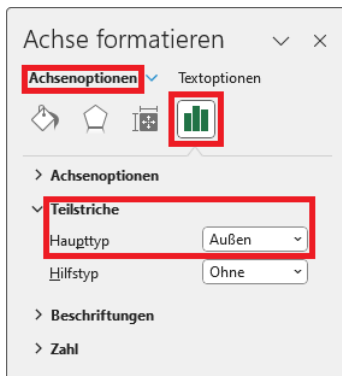 Achse formatieren
Achsenoptionen Textoptionen
Achsenoptionen
Teilstriche
Haupttyp Außen
Hilfstyp Ohne
Beschriftungen
Zahl